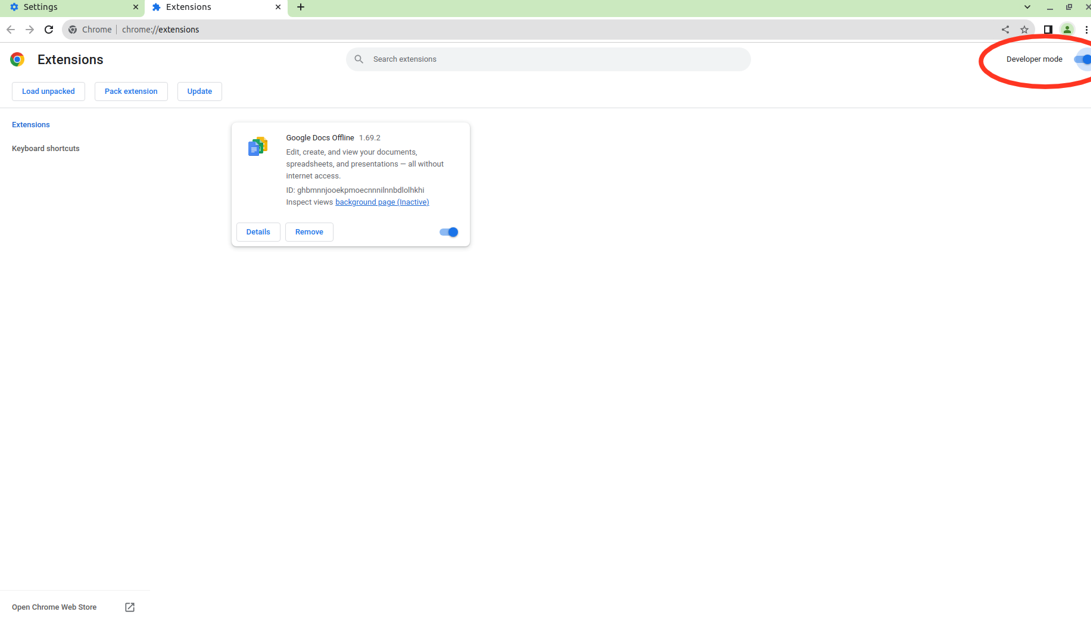 Settings
Extensions
Chrome
chrome://extensions
Extensions
Search extensions
Developer mode
Load unpacked
Pack extension
Update
Extensions
Keyboard shortcuts
Google Docs Offline 1.69.2
Edit, create, and view your documents,
spreadsheets, and presentations — all without
internet access.
ID: ghbmnnjooekpmoecnnnilnnbdlolhkhi
Inspect views background page (Inactive)
Details
Remove
Open Chrome Web Store